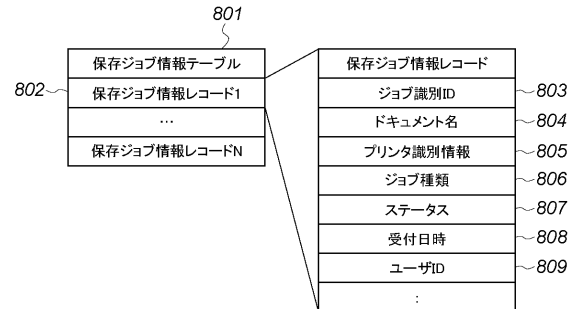 801
保存ジョブ情報テーブル
802
保存ジョブ情報レコード1
…
保存ジョブ情報レコードN
保存ジョブ情報レコード
ジョブ識別ID
803
ドキュメント名
804
プリンタ識別情報
805
ジョブ種類
806
ステータス
807
受付日時
808
ユーザID
809
: